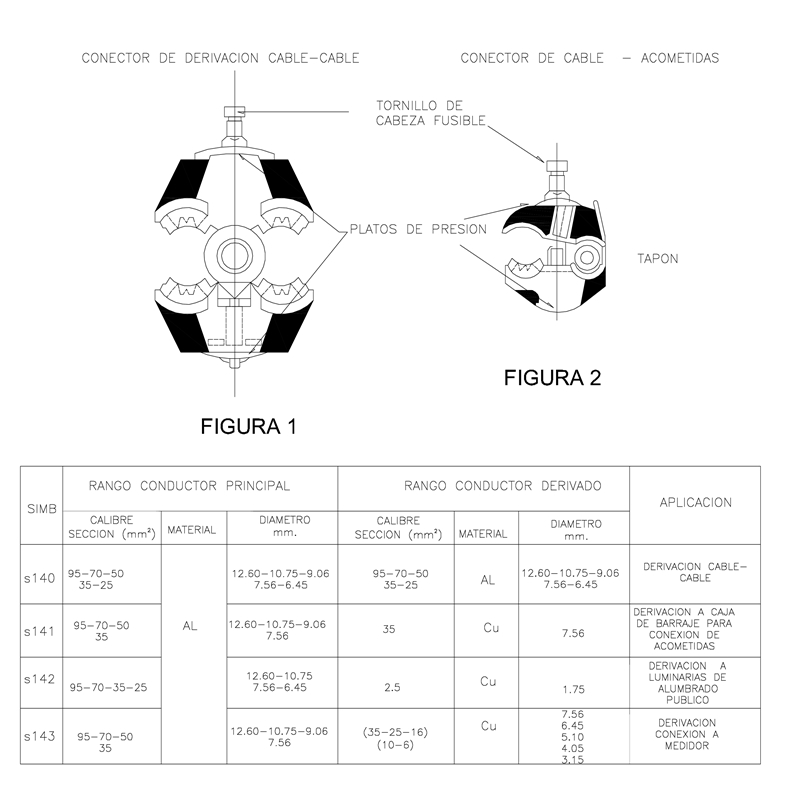 CONECTOR DE DERIVACION CABLE-CABLE
CONECTOR DE CABLE - ACOMETIDAS
TORNILLO DE
CABEZA FUSIBLE
PLATOS DE PRESION
TAPON
FIGURA 2
FIGURA 1
SIMB
RANGO CONDUCTOR PRINCIPAL
RANGO CONDUCTOR DERIVADO
APLICACION
CALIBRE
SECCION (mm²)
MATERIAL
DIAMETRO
mm.
CALIBRE
SECCION (mm²)
MATERIAL
DIAMETRO
mm.
s140
95-70-50
35-25
AL
12.60-10.75-9.06
7.56-6.45
95-70-50
35-25
AL
12.60-10.75-9.06
7.56-6.45
DERIVACION CABLE-
CABLE
s141
95-70-50
35
12.60-10.75-9.06
7.56
35
Cu
7.56
DERIVACION A CAJA
DE BARRAJE PARA
CONEXION DE
ACOMETIDAS
s142
95-70-35-25
12.60-10.75
7.56-6.45
2.5
Cu
1.75
DERIVACION A
LUMINARIAS DE
ALUMBRADO
PUBLICO
s143
95-70-50
35
12.60-10.75-9.06
7.56
(35-25-16)
(10-6)
Cu
7.56
6.45
5.10
4.05
3.15
DERIVACION
CONEXION A
MEDIDOR